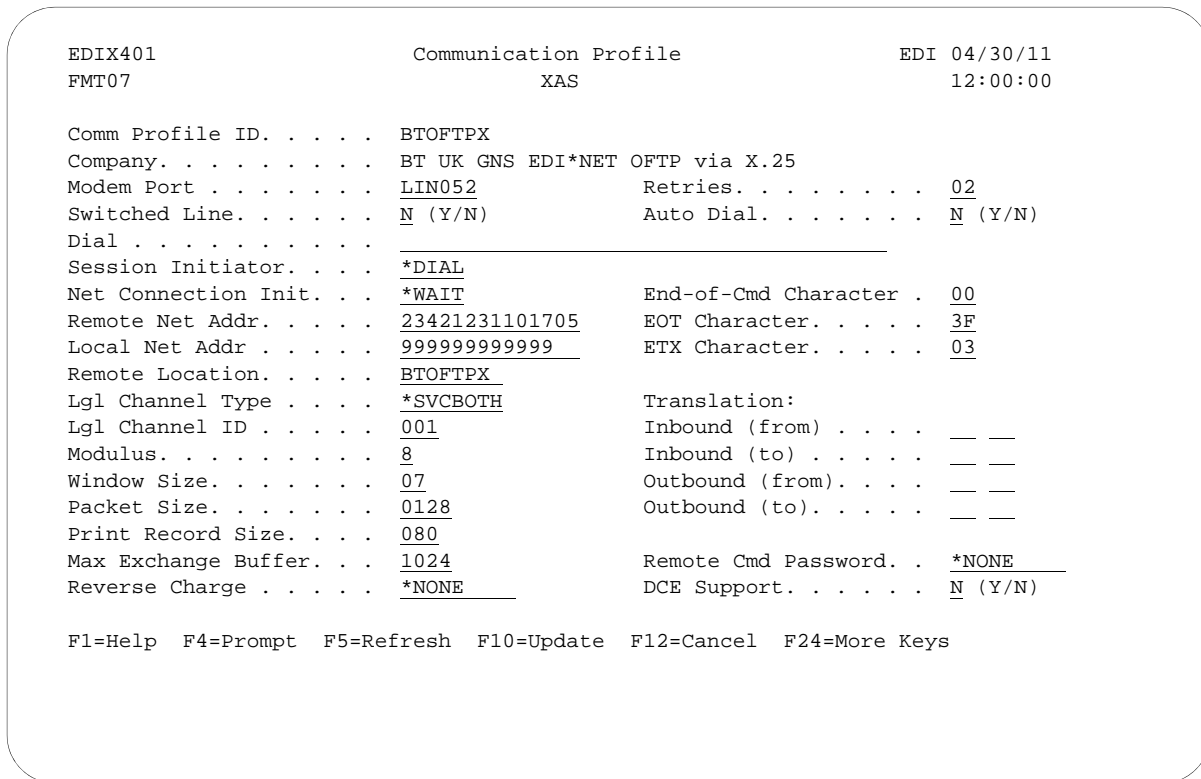 EDIX401 Communication Profile EDI 04/30/11
FMT07 XAS 12:00:00
Comm Profile ID. . . . . BTOFTPX
Company. . . . . . . . . BT UK GNS EDI*NET OFTP via X.25
Modem Port . . . . . . . LIN052 Retries. . . . . . . . 02
Switched Line. . . . . . N (Y/N) Auto Dial. . . . . . . N (Y/N)
Dial . . . . . . . . . .
Session Initiator. . . . *DIAL
Net Connection Init. . . *WAIT End-of-Cmd Character . 00
Remote Net Addr. . . . . 23421231101705 EOT Character. . . . . 3F
Local Net Addr . . . . . 999999999999 ETX Character. . . . . 03
Remote Location. . . . . BTOFTPX
Lgl Channel Type . . . . *SVCBOTH Translation:
Lgl Channel ID . . . . . 001 Inbound (from) . . . .
Modulus. . . . . . . . . 8 Inbound (to) . . . . .
Window Size. . . . . . . 07 Outbound (from). . . .
Packet Size. . . . . . . 0128 Outbound (to). . . . .
Print Record Size. . . . 080
Max Exchange Buffer. . . 1024 Remote Cmd Password. . *NONE
Reverse Charge . . . . . *NONE DCE Support. . . . . . N (Y/N)
F1=Help F4=Prompt F5=Refresh F10=Update F12=Cancel F24=More Keys